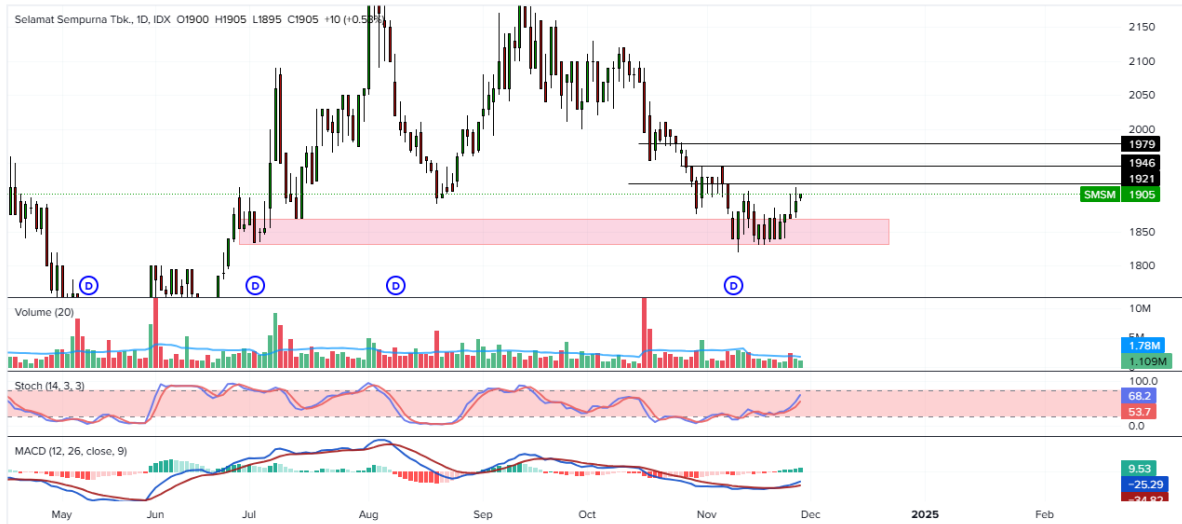 Selamat Sempurna Tbk., 1D, IDX O1900 H1905 L1895 C1905 +10 (+0.53%)
2150
2100
2050
2000
1979
1946
1921
SMSM 1905
1850
1800
D D D D
Volume (20)
10M
5M
1.78M
1.109M
0
Stoch (14, 3, 3)
100.0
68.2
53.7
0.0
MACD (12, 26, close, 9)
9.53
−25.29
−34.82
May Jun Jul Aug Sep Oct Nov Dec 2025 Feb